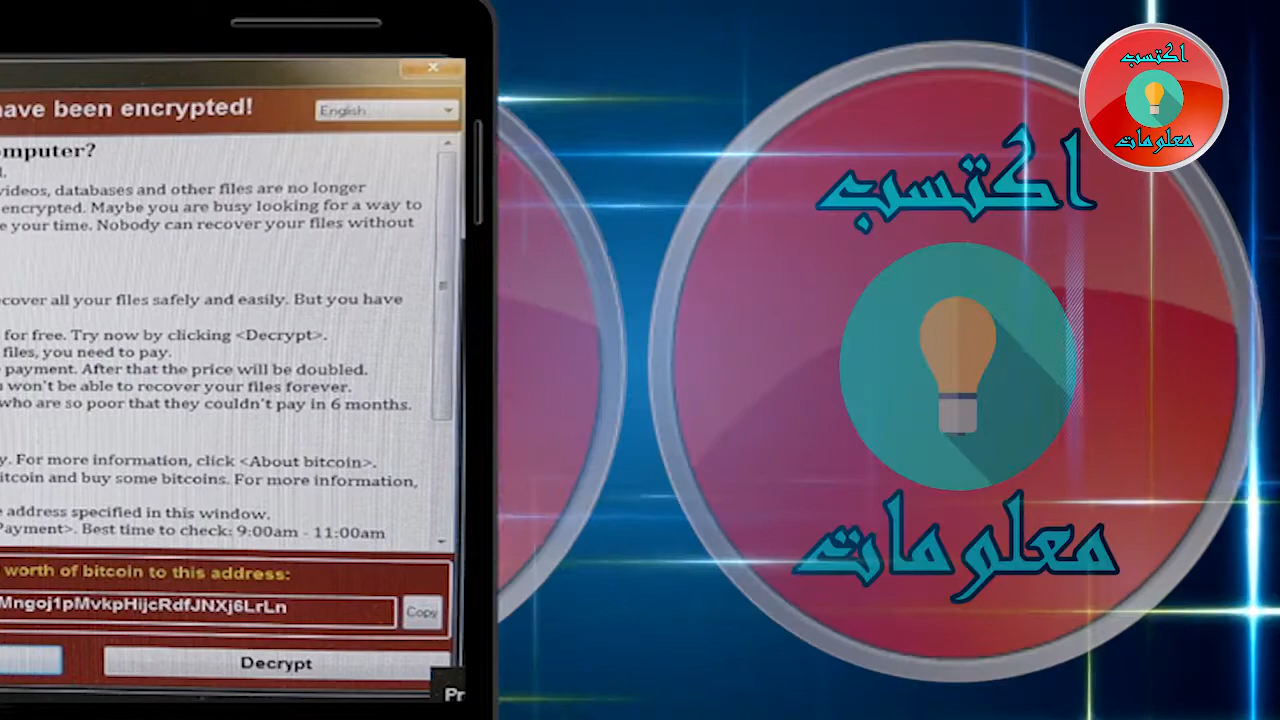 have been encrypted!
English
omputer?
videos, databases and other files are no longer
encrypted. Maybe you are busy looking for a way to
e your time. Nobody can recover your files without
cover all your files safely and easily. But you have
for free. Try now by clicking <Decrypt>.
files, you need to pay.
payment. After that the price will be doubled.
won't be able to recover your files forever.
who are so poor that they couldn't pay in 6 months.
y. For more information, click <About bitcoin>.
itcoin and buy some bitcoins. For more information,
e address specified in this window.
Payment>. Best time to check: 9:00am - 11:00am
worth of bitcoin to this address:
Mngoj1pMvkpHijcRdfJNXj6LrLn
Copy
Decrypt
Pr
اكتسب
معلومات
اكتسب
معلومات